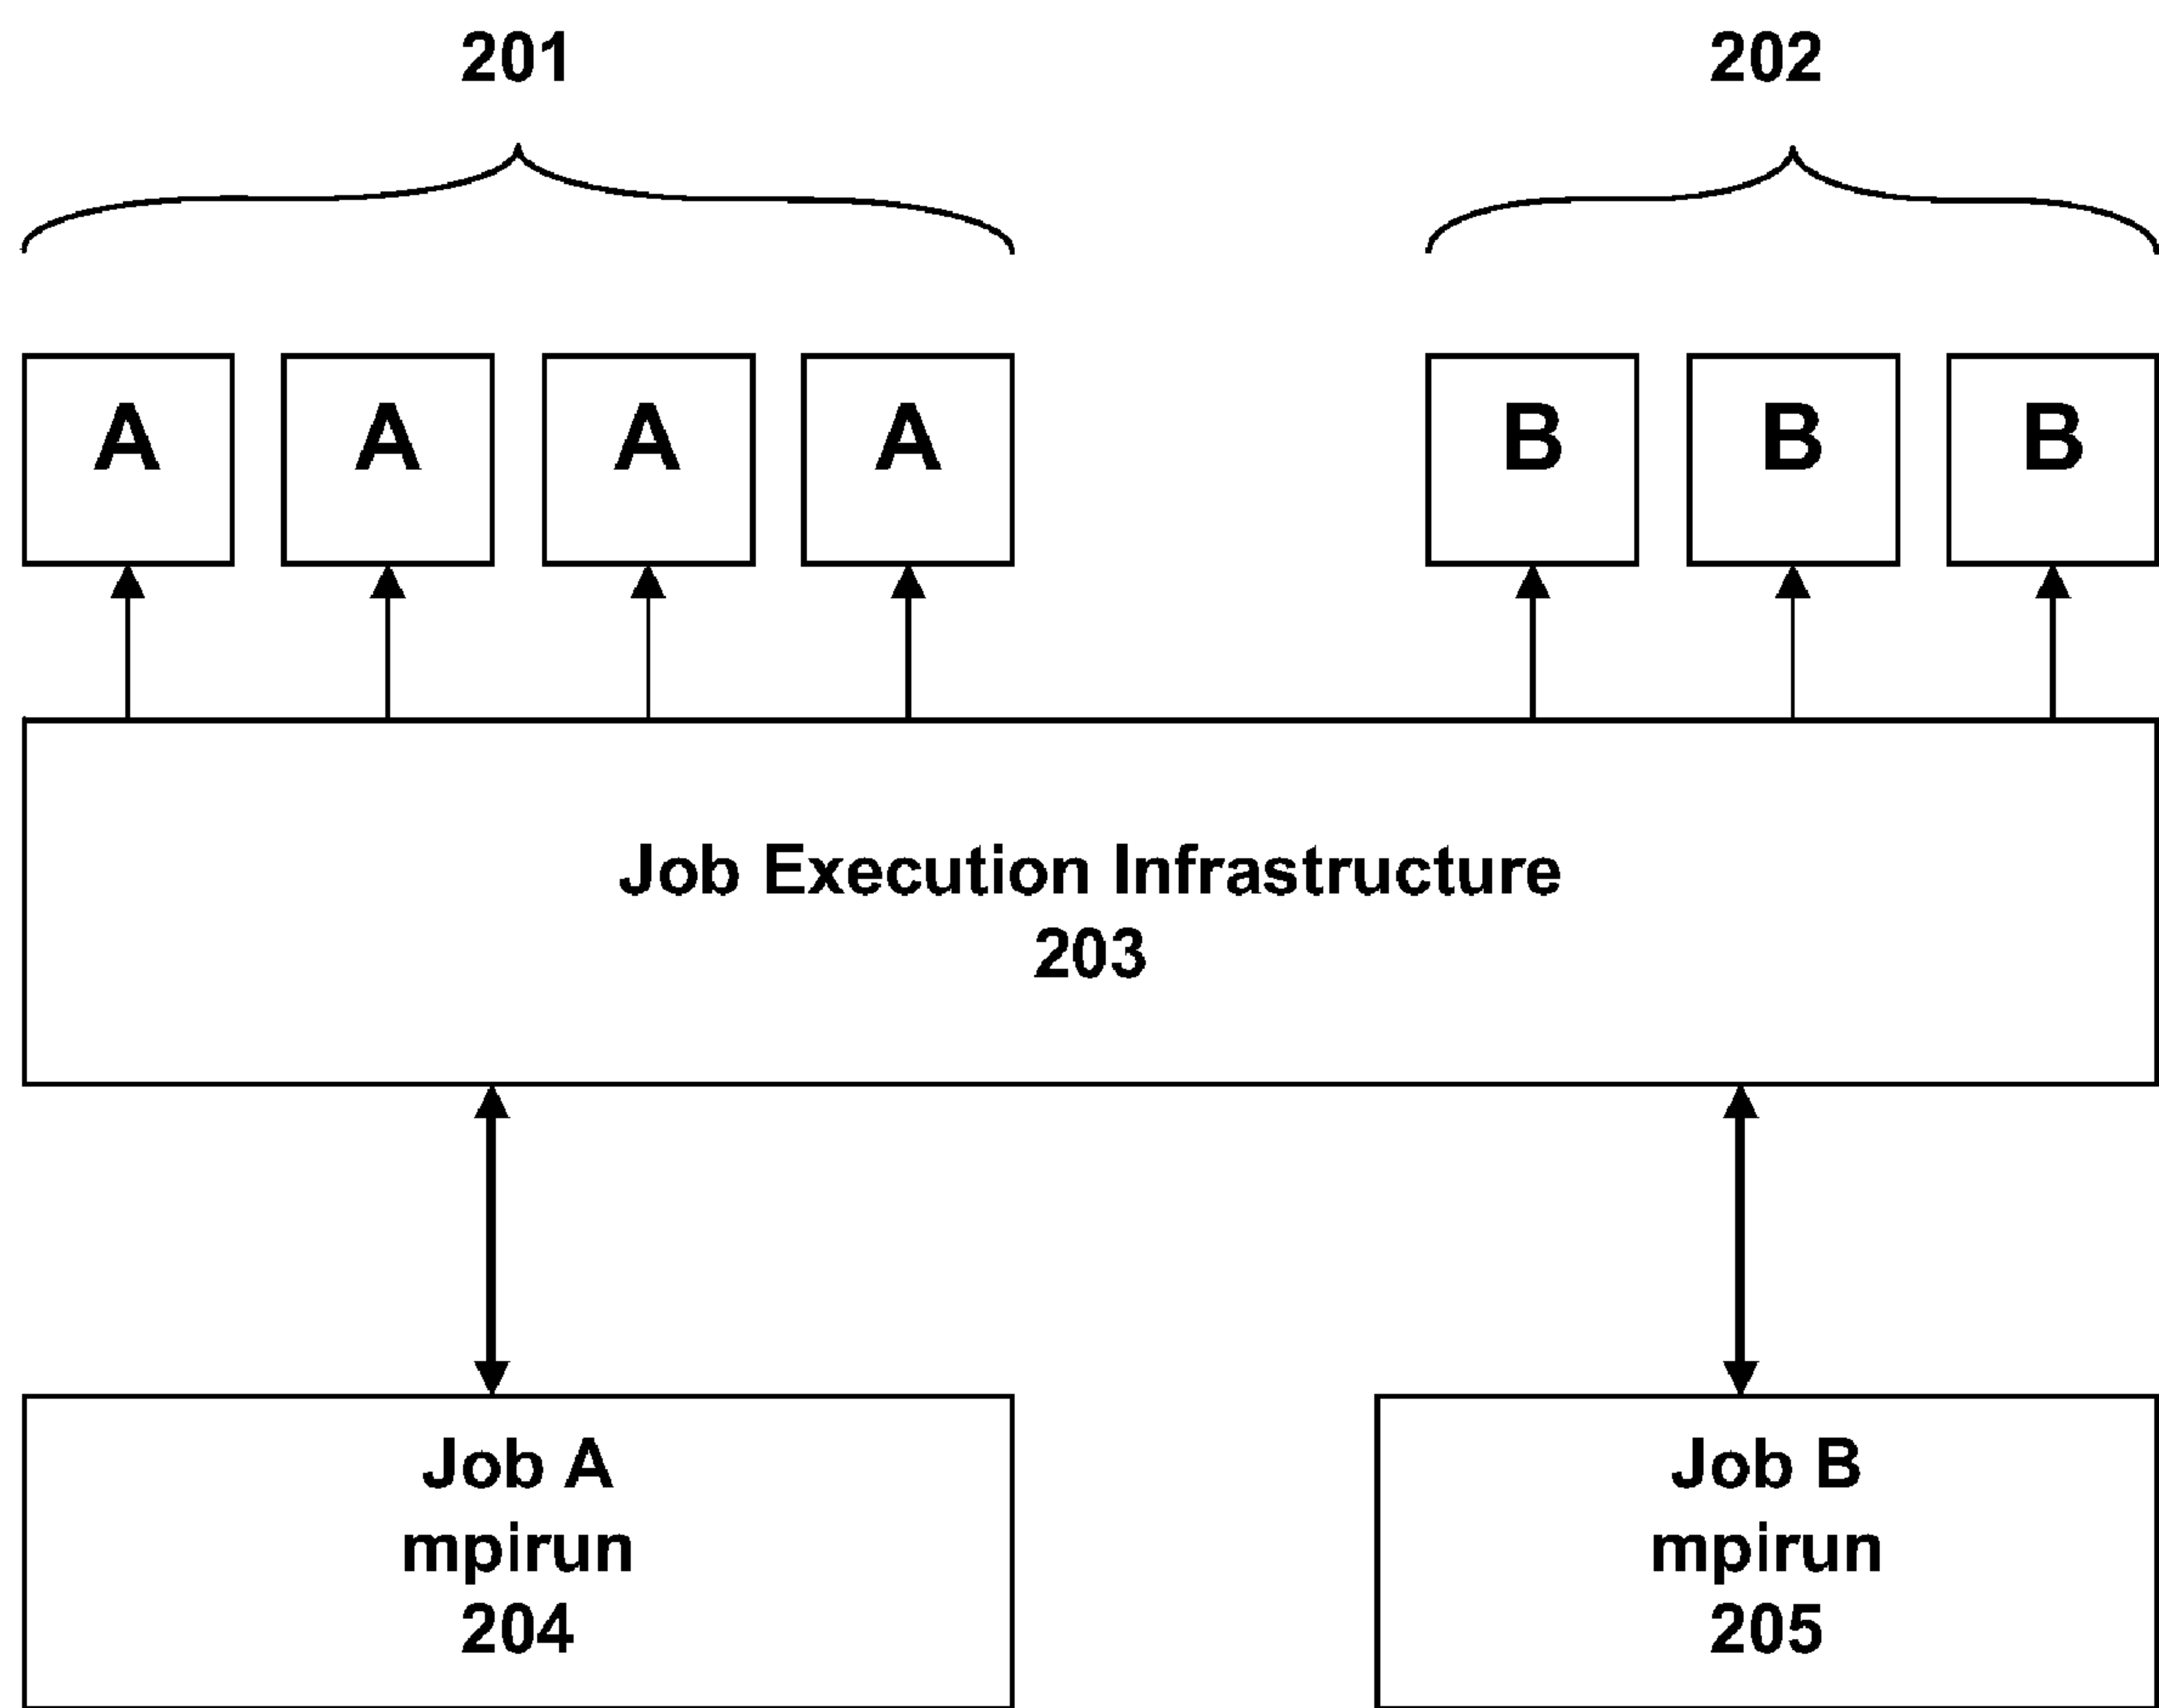 201
202
A A A A B B B
Job Execution Infrastructure
203
Job A
mpirun
204
Job B
mpirun
205